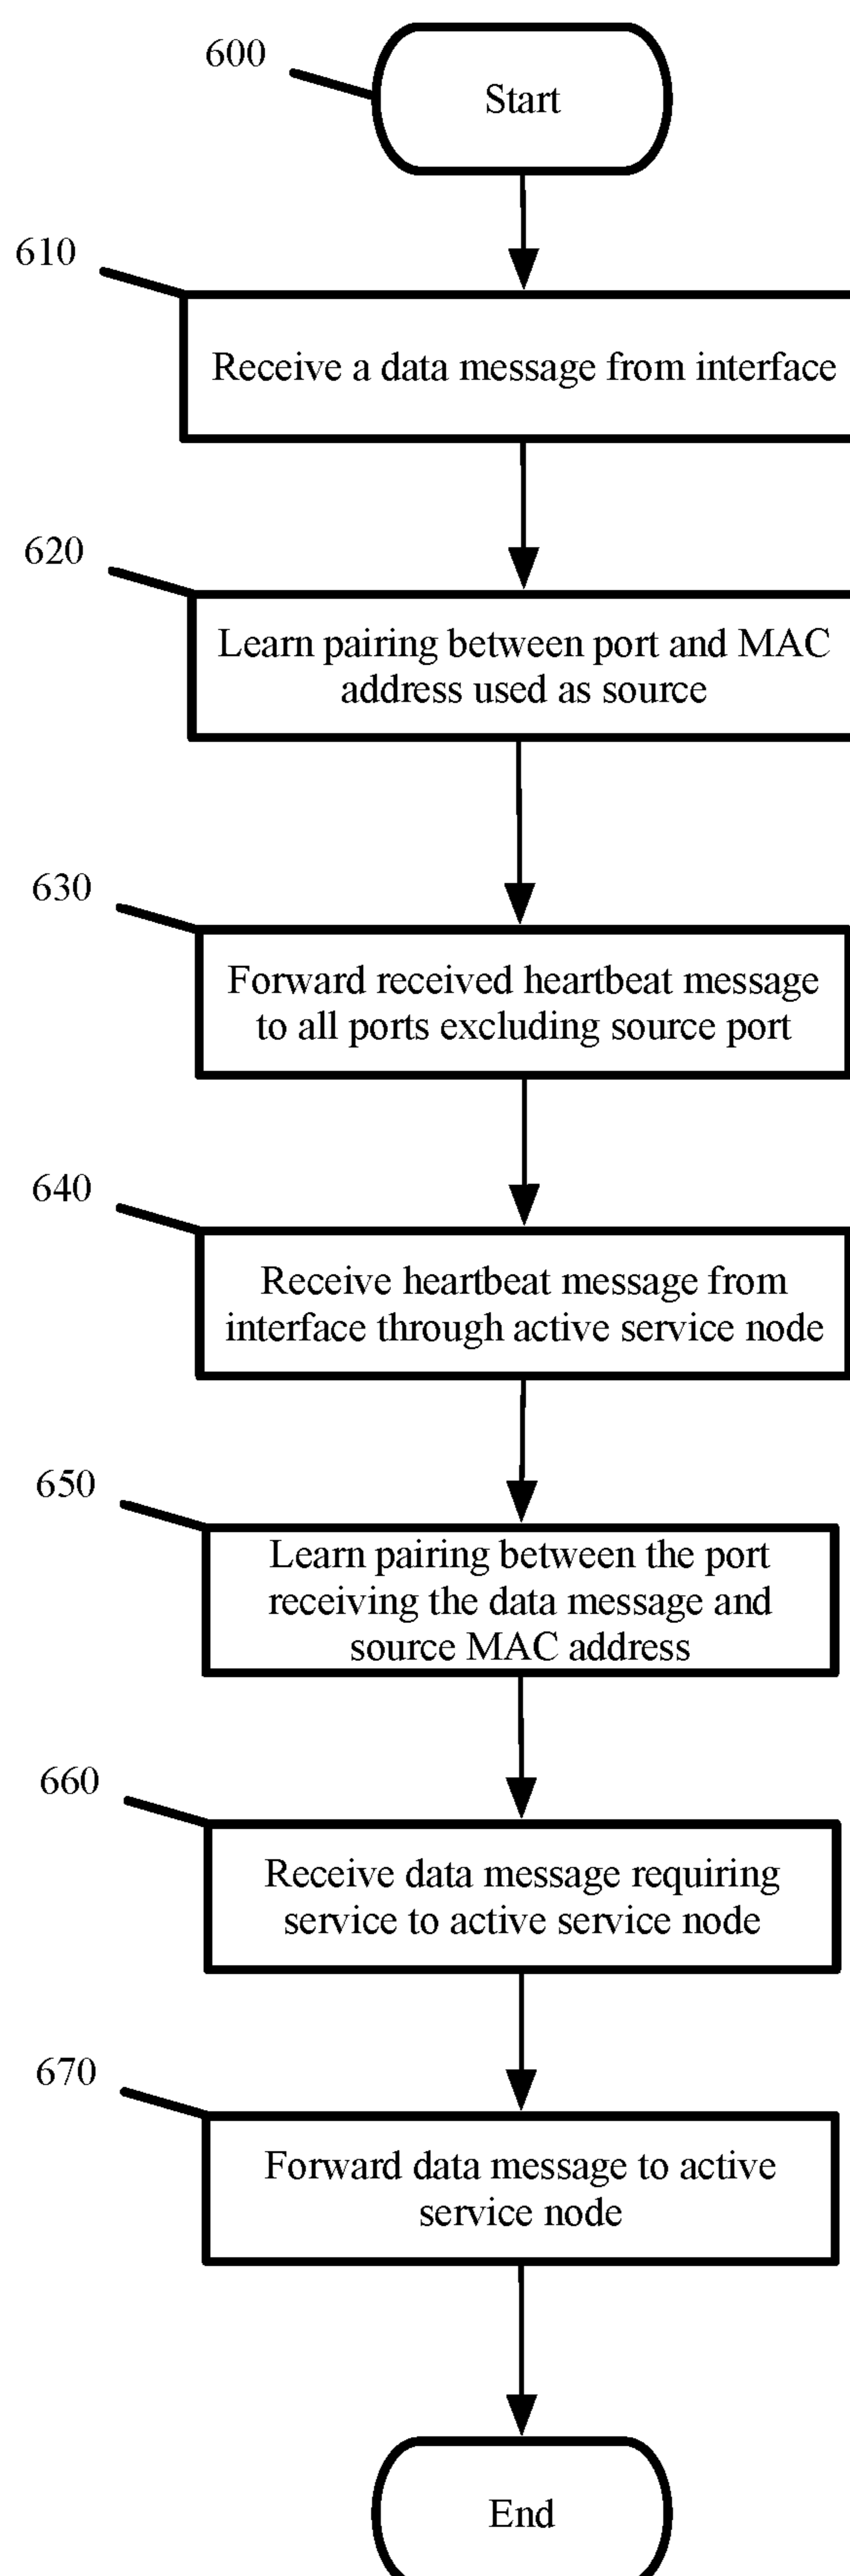 600
Start
610
Receive a data message from interface
620
Learn pairing between port and MAC
address used as source
630
Forward received heartbeat message
to all ports excluding source port
640
Receive heartbeat message from
interface through active service node
650
Learn pairing between the port
receiving the data message and
source MAC address
660
Receive data message requiring
service to active service node
670
Forward data message to active
service node
End